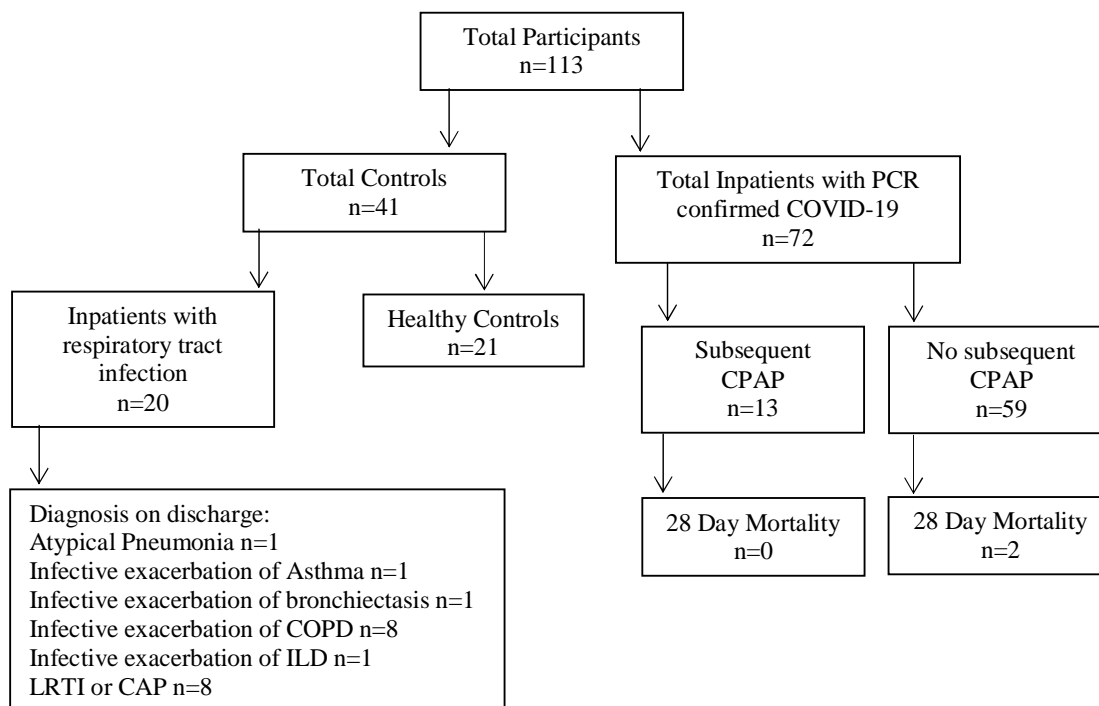 Total Participants
n=113
Total Controls
n=41
Total Inpatients with PCR
confirmed COVID-19
n=72
Inpatients with
respiratory tract
infection
n=20
Healthy Controls
n=21
Subsequent
CPAP
n=13
No subsequent
CPAP
n=59
Diagnosis on discharge:
Atypical Pneumonia n=1
Infective exacerbation of Asthma n=1
Infective exacerbation of bronchiectasis n=1
Infective exacerbation of COPD n=8
Infective exacerbation of ILD n=1
LRTI or CAP n=8
28 Day Mortality
n=0
28 Day Mortality
n=2